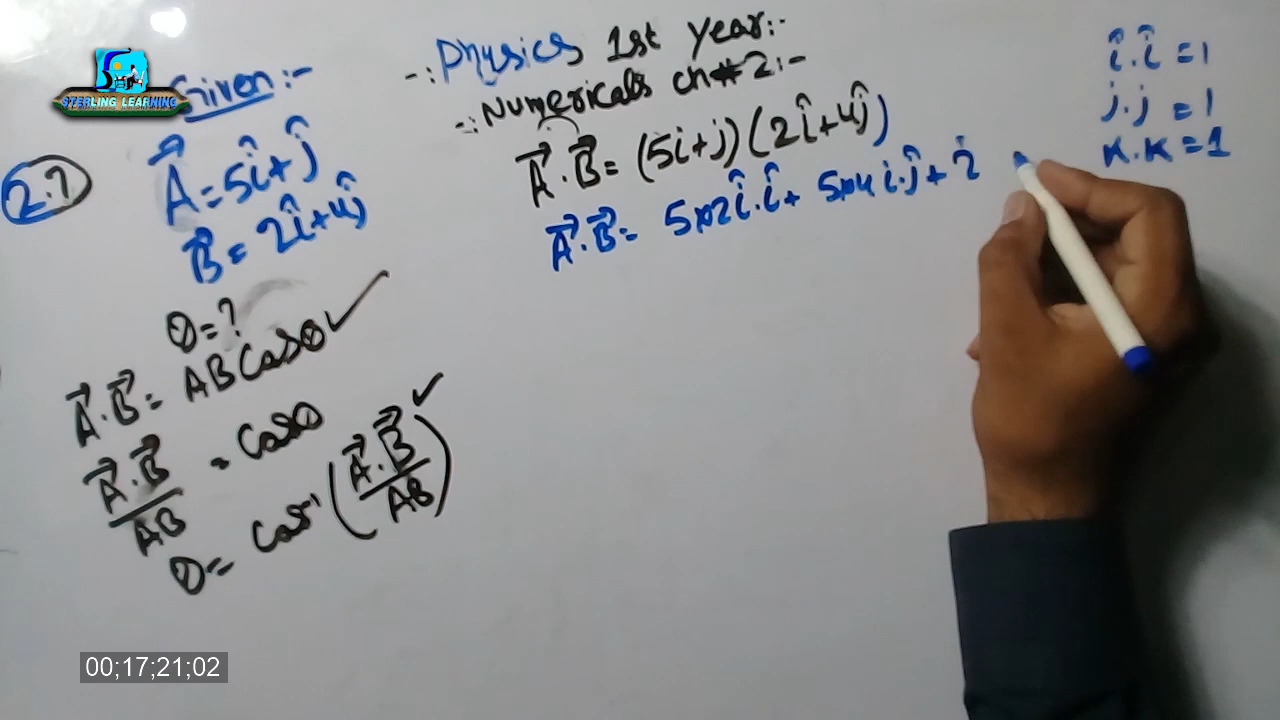 -: Physics 1st Year:-
-: Numericals ch#2:-
STERLING LEARNING
Given:-
2.7
A⃗ = 5î + ĵ
B⃗ = 2î + 4ĵ
θ = ?
A⃗ . B⃗ = AB Cosθ ✓
A⃗ . B⃗ / AB = Cosθ
θ = Cos⁻¹ ( A⃗ . B⃗ / AB ) ✓
A⃗ . B⃗ = (5i + j) (2î + 4ĵ)
A⃗ . B⃗ = 5×2 î . î + 5×4 i . ĵ + 2
î . î = 1
j . j = 1
K . K = 1
00;17;21;02